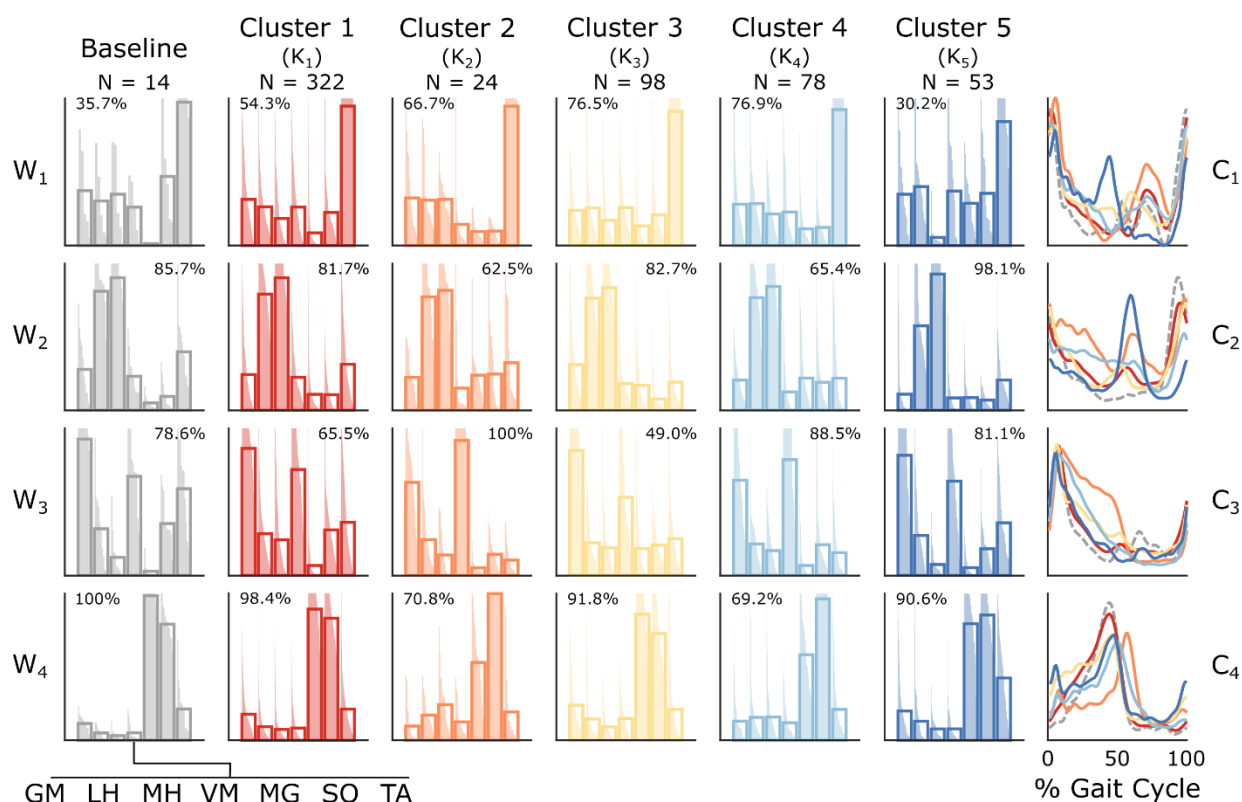 Baseline
N = 14
Cluster 1
(K₁)
N = 322
Cluster 2
(K₂)
N = 24
Cluster 3
(K₃)
N = 98
Cluster 4
(K₄)
N = 78
Cluster 5
(K₅)
N = 53
W₁ 35.7% 54.3% 66.7% 76.5% 76.9% 30.2% C₁
W₂ 85.7% 81.7% 62.5% 82.7% 65.4% 98.1% C₂
W₃ 78.6% 65.5% 100% 49.0% 88.5% 81.1% C₃
W₄ 100% 98.4% 70.8% 91.8% 69.2% 90.6% C₄
0 50 100
% Gait Cycle
GM LH MH VM MG SO TA